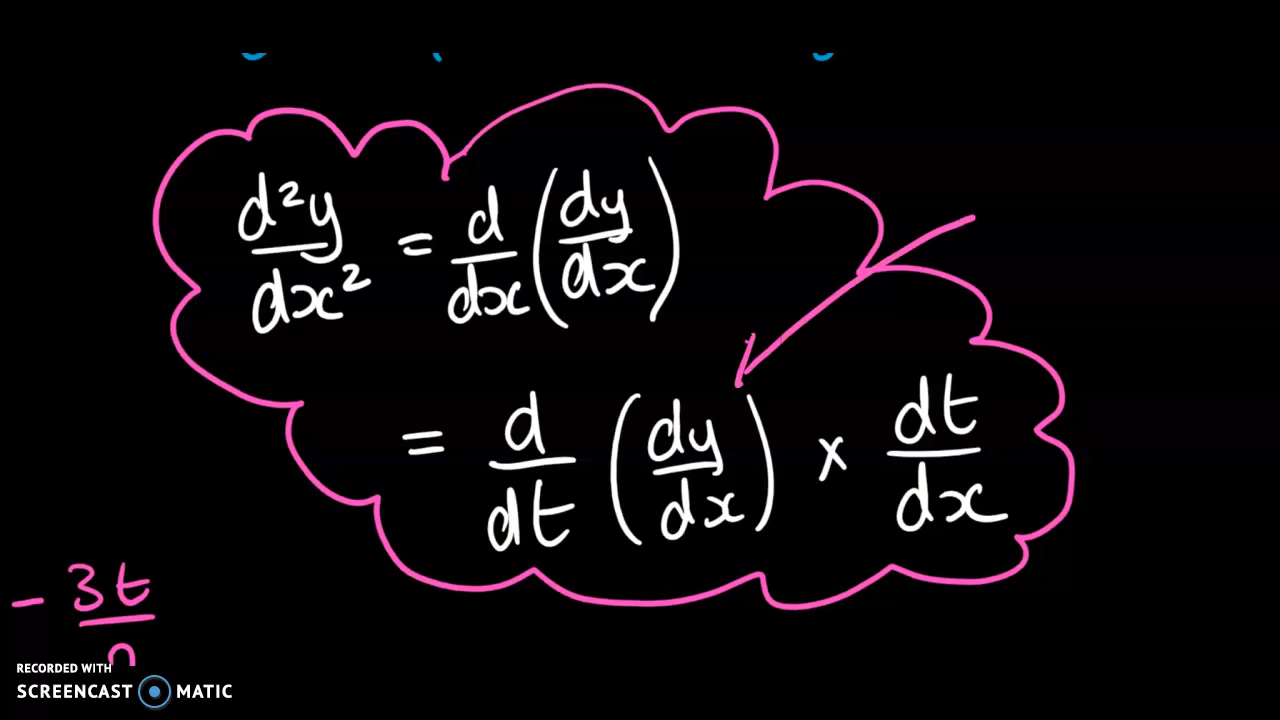 d²y/dx² = d/dx (dy/dx)
= d/dt (dy/dx) × dt/dx
- 3t
RECORDED WITH
SCREENCAST MATIC